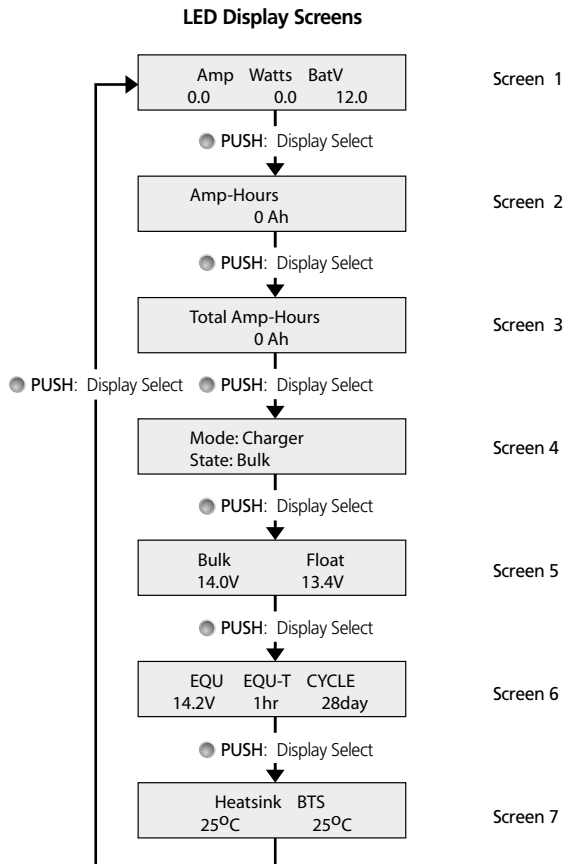 LED Display Screens
Amp Watts BatV
0.0 0.0 12.0
Screen 1
PUSH: Display Select
Amp-Hours
0 Ah
Screen 2
PUSH: Display Select
Total Amp-Hours
0 Ah
Screen 3
PUSH: Display Select PUSH: Display Select
Mode: Charger
State: Bulk
Screen 4
PUSH: Display Select
Bulk Float
14.0V 13.4V
Screen 5
PUSH: Display Select
EQU EQU-T CYCLE
14.2V 1hr 28day
Screen 6
PUSH: Display Select
Heatsink BTS
25ºC 25ºC
Screen 7